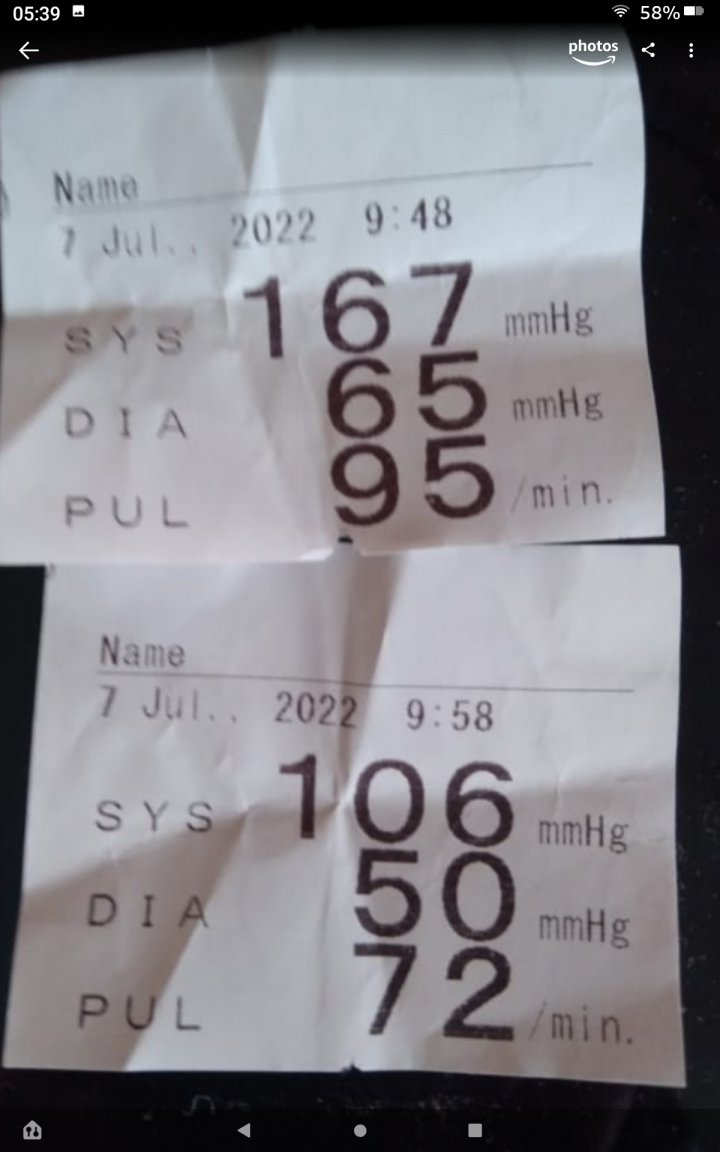 05:39 58%
photos
Name
7 Jul.. 2022 9:48
SYS 167 mmHg
DIA 65 mmHg
PUL 95 /min.
Name
7 Jul.. 2022 9:58
SYS 106 mmHg
DIA 50 mmHg
PUL 72 /min.